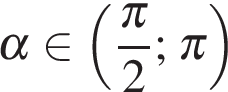 α ∈ (π/2; π)